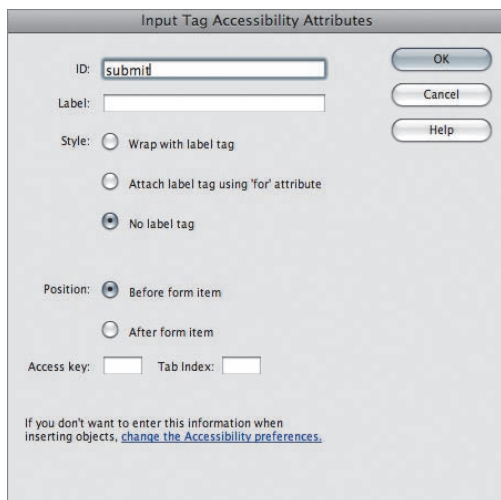 Input Tag Accessibility Attributes
ID: submit
OK
Label:
Cancel
Style: Wrap with label tag
Help
Attach label tag using 'for' attribute
No label tag
Position: Before form item
After form item
Access key: Tab Index:
If you don't want to enter this information when
inserting objects, change the Accessibility preferences.